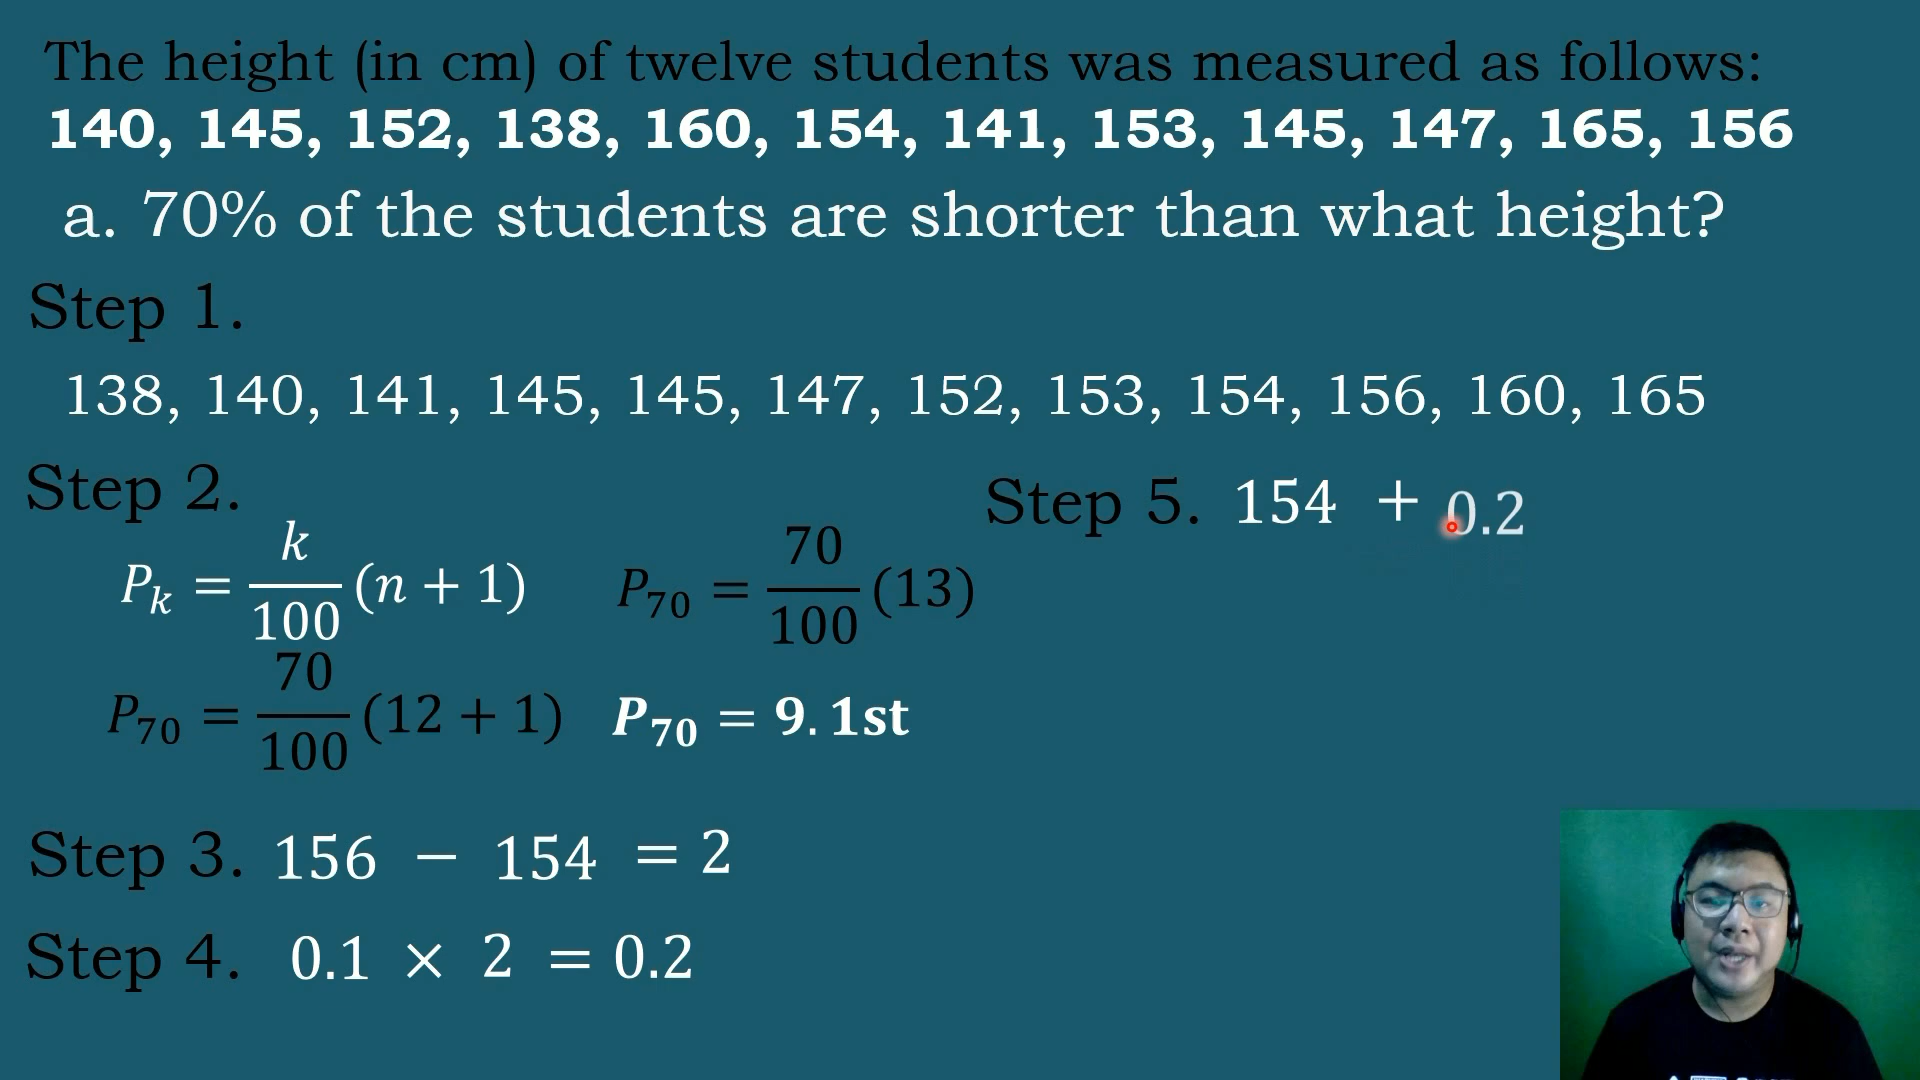 The height (in cm) of twelve students was measured as follows:
140, 145, 152, 138, 160, 154, 141, 153, 145, 147, 165, 156
a. 70% of the students are shorter than what height?
Step 1.
138, 140, 141, 145, 145, 147, 152, 153, 154, 156, 160, 165
Step 2.
P_k = k/100 (n + 1)
P_70 = 70/100 (12 + 1)
P_70 = 70/100 (13)
P_70 = 9.1st
Step 3. 156 − 154 = 2
Step 4. 0.1 × 2 = 0.2
Step 5. 154 + 0.2